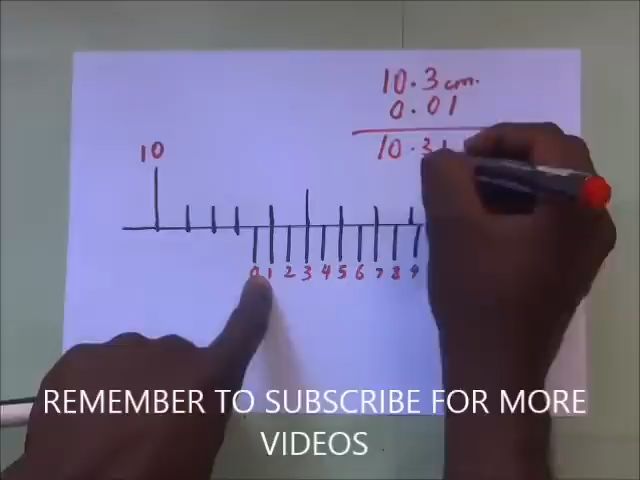 10.3 cm.
0.01
10.31
10
0 1 2 3 4 5 6 7 8 9
REMEMBER TO SUBSCRIBE FOR MORE
VIDEOS